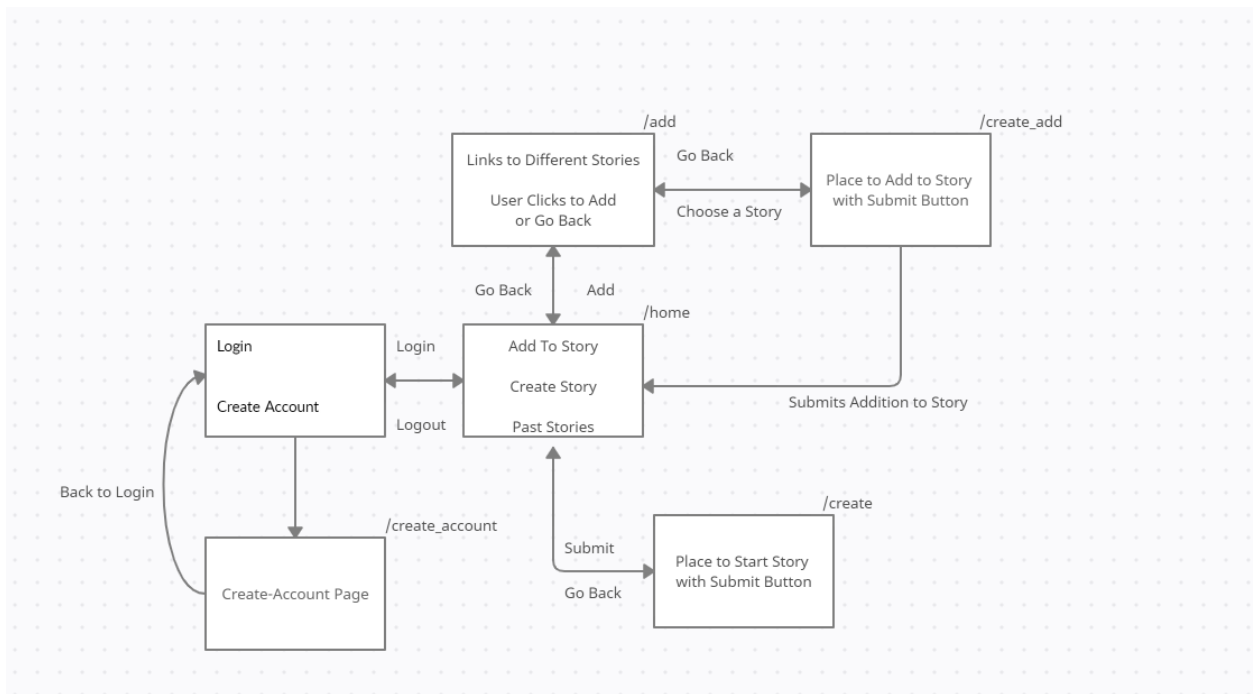 /add
/create_add
Links to Different Stories
User Clicks to Add
or Go Back
Go Back
Choose a Story
Place to Add to Story
with Submit Button
Go Back
Add
/home
Login
Create Account
Login
Logout
Add To Story
Create Story
Past Stories
Submits Addition to Story
Back to Login
/create_account
Create-Account Page
Submit
Go Back
/create
Place to Start Story
with Submit Button